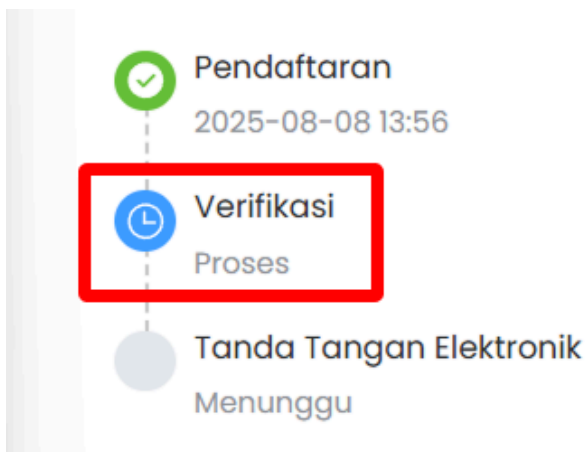 Pendaftaran
2025-08-08 13:56
Verifikasi
Proses
Tanda Tangan Elektronik
Menunggu